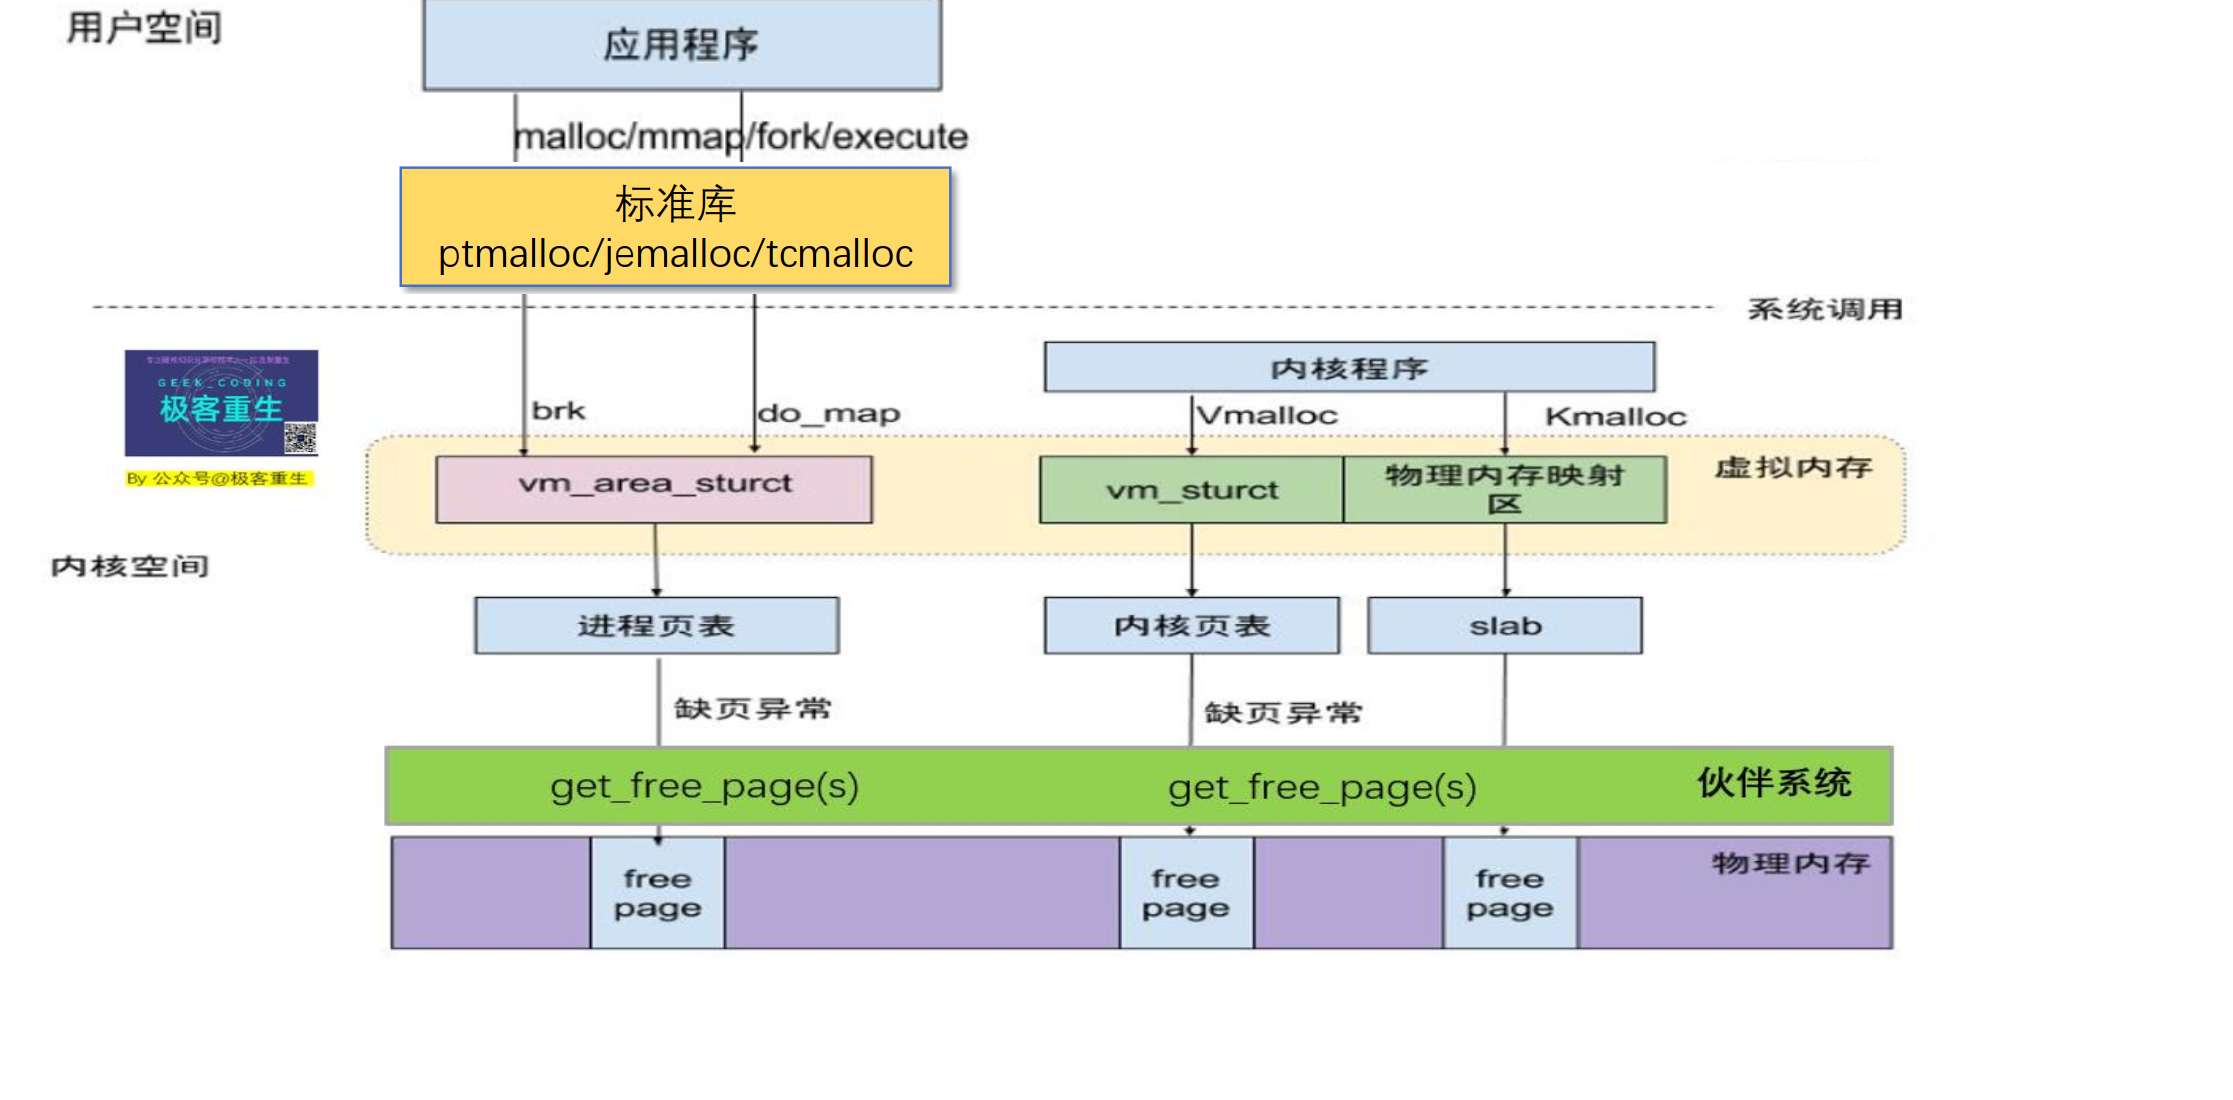 用户空间
应用程序
malloc/mmap/fork/execute
标准库
ptmalloc/jemalloc/tcmalloc
系统调用
内核程序
GEEK_CODING
极客重生
By 公众号@极客重生
brk
do_map
Vmalloc
Kmalloc
虚拟内存
vm_area_sturct
vm_sturct
物理内存映射
区
内核空间
进程页表
内核页表
slab
缺页异常
缺页异常
get_free_page(s)
get_free_page(s)
伙伴系统
物理内存
free
page
free
page
free
page